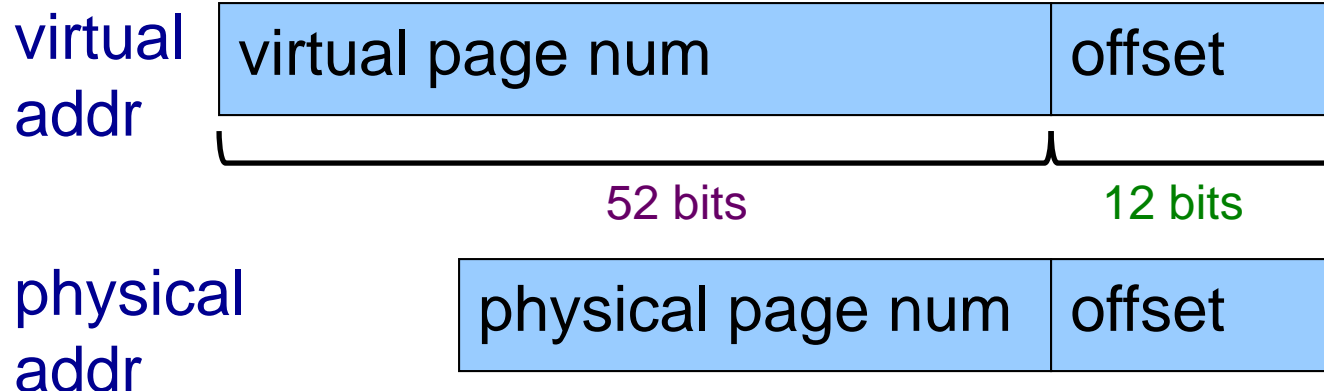 virtual
addr
virtual page num
offset
52 bits
12 bits
physical
addr
physical page num
offset